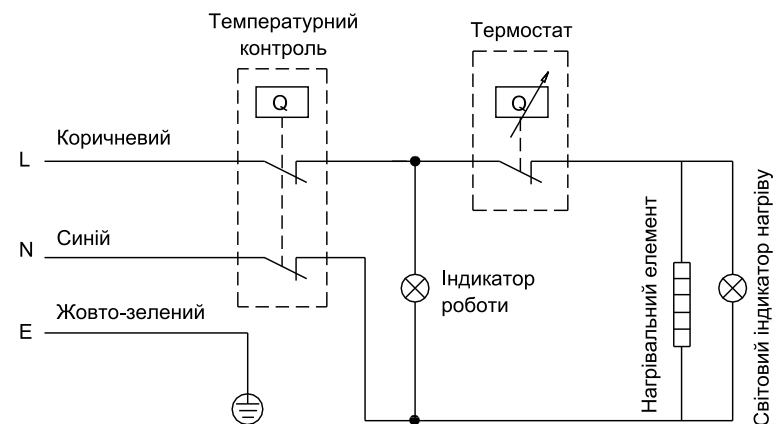 Температурний
контроль
Термостат
Q
Q
Коричневий
L
Синій
N
Жовто-зелений
E
Індикатор
роботи
Нагрівальний елемент
Світовий індикатор нагріву